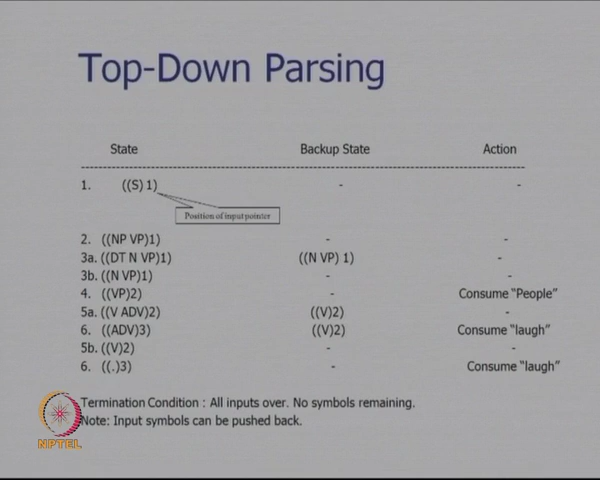 Top-Down Parsing
State Backup State Action
--------------------------------------------------------------------------------
1. ((S) 1) - -
Position of input pointer
2. ((NP VP)1) - -
3a. ((DT N VP)1) ((N VP) 1) -
3b. ((N VP)1) - -
4. ((VP)2) - Consume “People”
5a. ((V ADV)2) ((V)2) -
6. ((ADV)3) ((V)2) Consume “laugh”
5b. ((V)2) - -
6. ((.)3) - Consume “laugh”
Termination Condition : All inputs over. No symbols remaining.
Note: Input symbols can be pushed back.
NPTEL